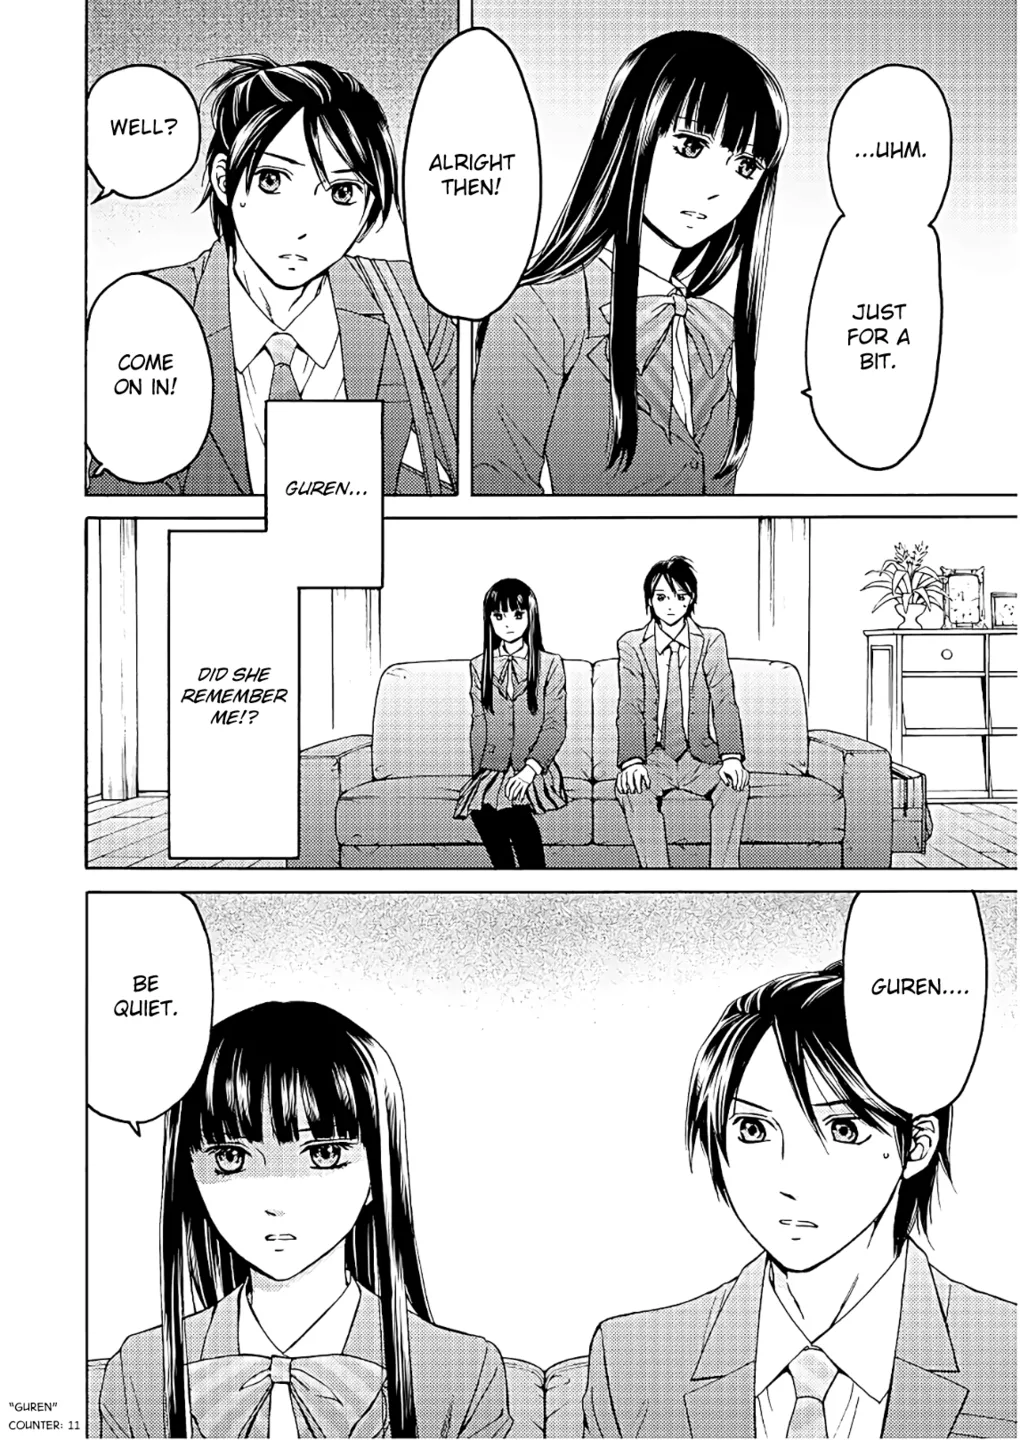 ...UHM.
JUST
FOR A
BIT.
ALRIGHT
THEN!
WELL?
COME
ON IN!
GUREN...
DID SHE
REMEMBER
ME!?
GUREN....
BE
QUIET.
"GUREN"
COUNTER: 11